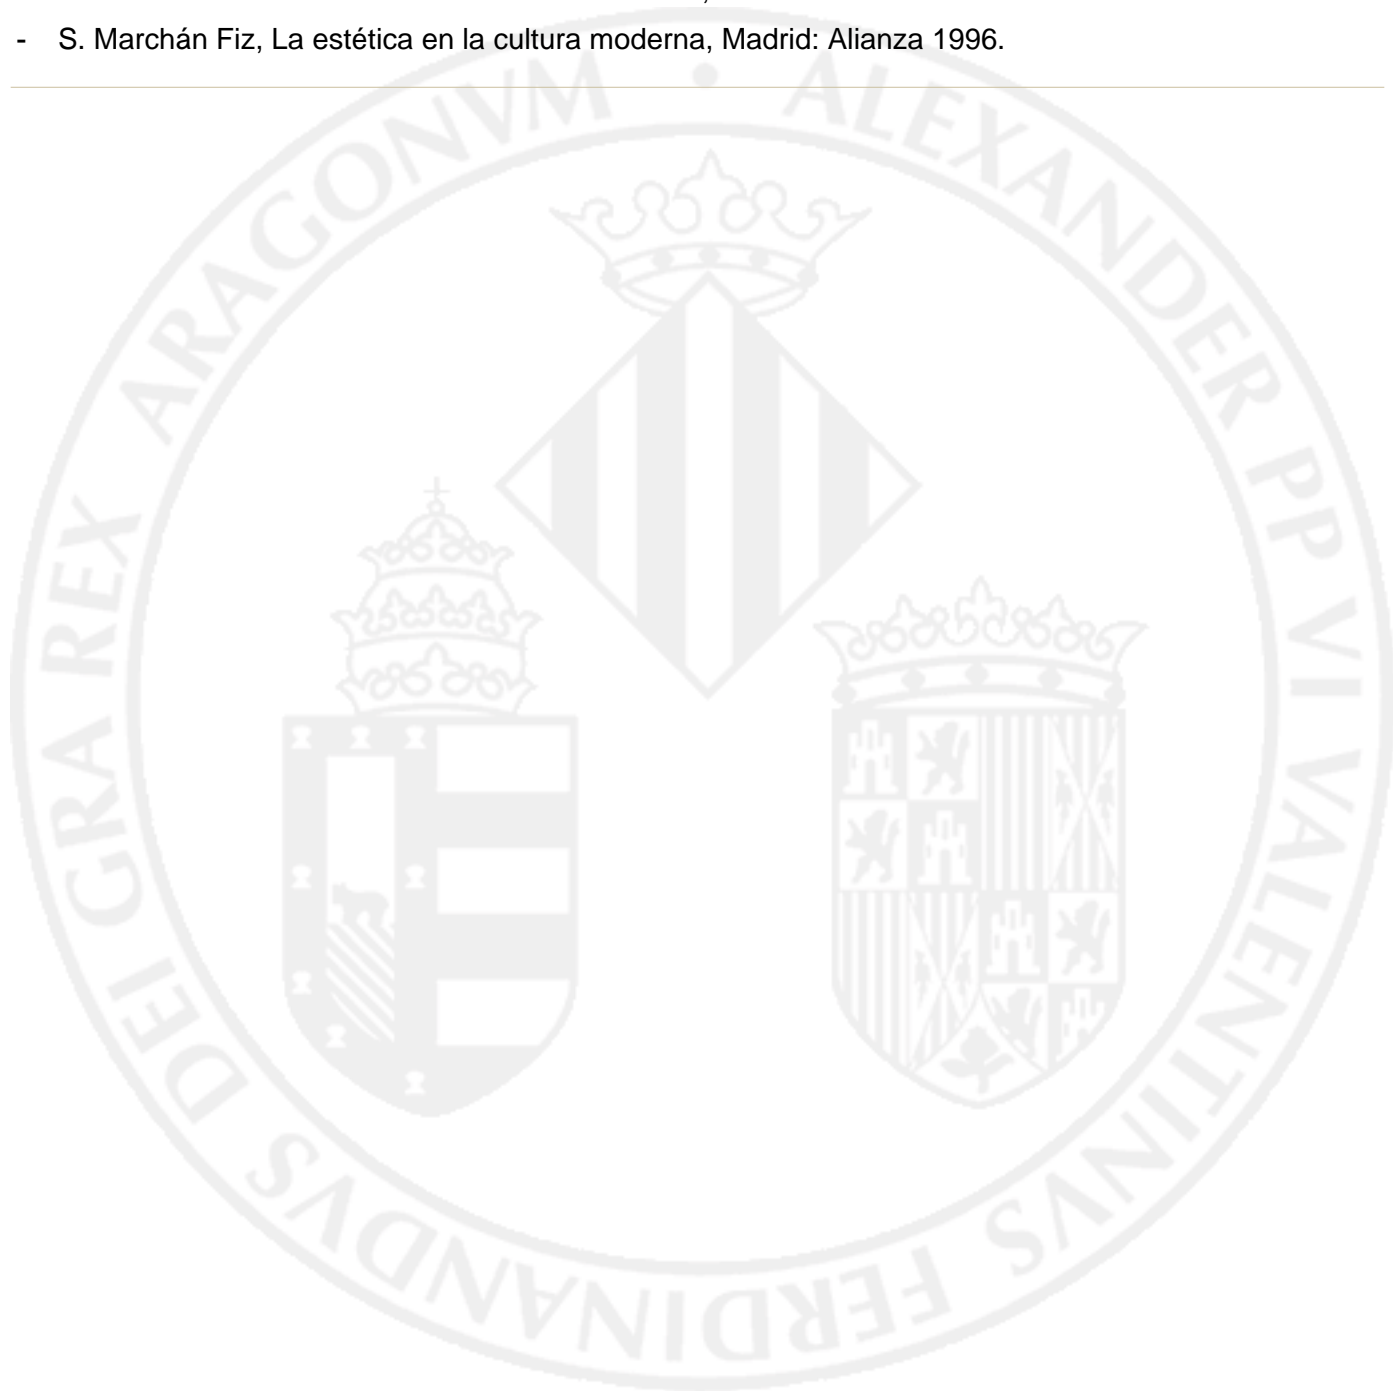 - S. Marchán Fiz, La estética en la cultura moderna, Madrid: Alianza 1996.
ALEXANDER PP VI VALENTINVS FERDINANDVS DEI GRA REX ARAGONVM